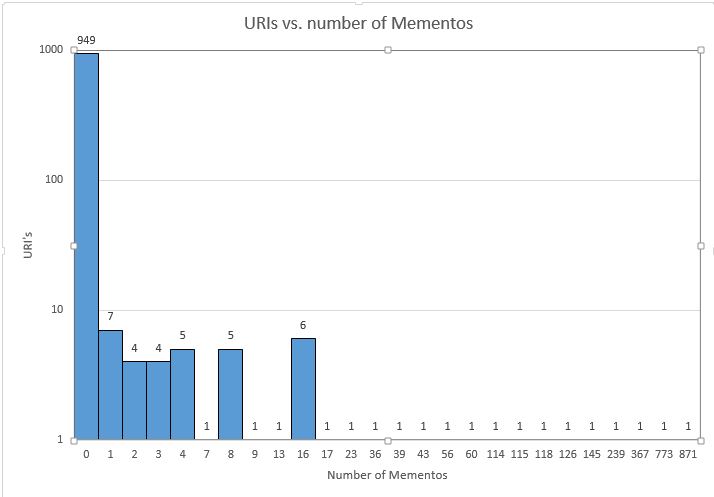 URIs vs. number of Mementos
949
1000
100
10
1
URI's
7
4 4 5 1 5 1 1 6 1 1 1 1 1 1 1 1 1 1 1 1 1 1 1 1
0 1 2 3 4 7 8 9 13 16 17 23 36 39 43 56 60 114 115 118 126 145 239 367 773 871
Number of Mementos